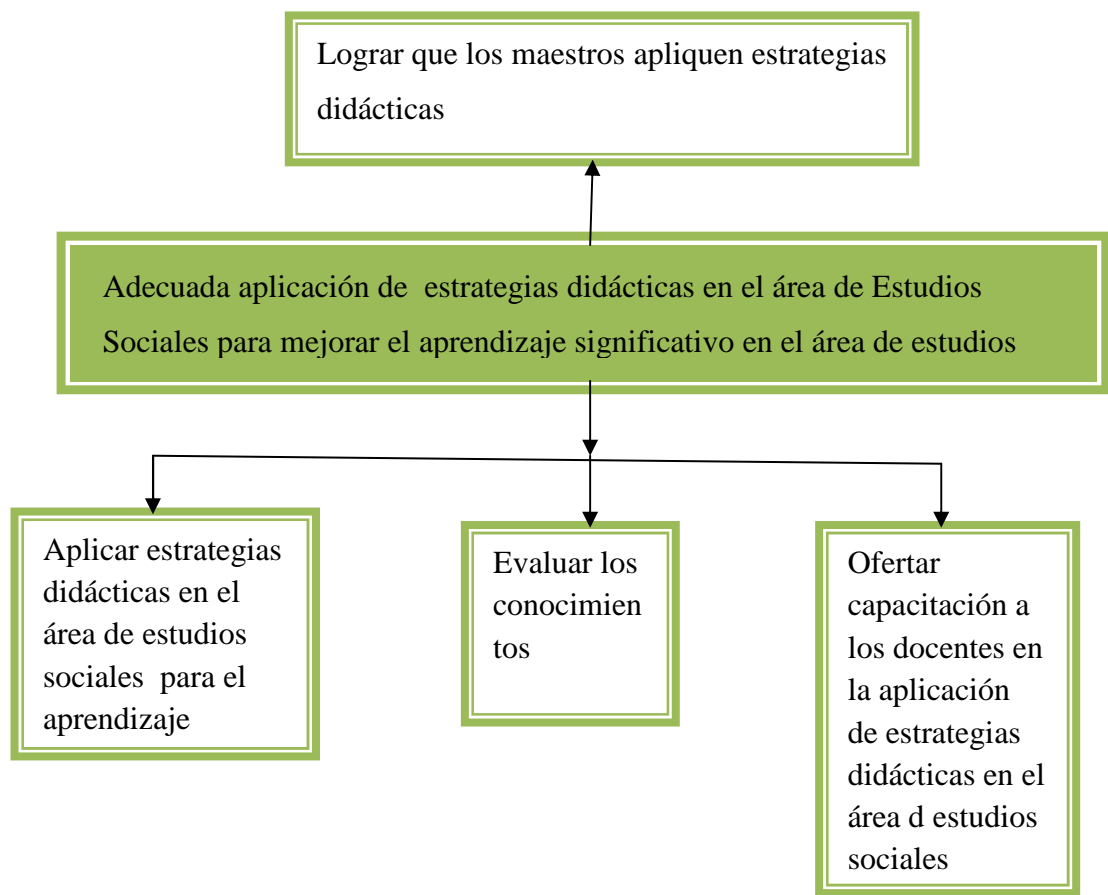 Lograr que los maestros apliquen estrategias
didácticas
Adecuada aplicación de  estrategias didácticas en el área de Estudios
Sociales para mejorar el aprendizaje significativo en el área de estudios
Aplicar estrategias
didácticas en el
área de estudios
sociales  para el
aprendizaje
Evaluar los
conocimien
tos
Ofertar
capacitación a
los docentes en
la aplicación
de estrategias
didácticas en el
área d estudios
sociales